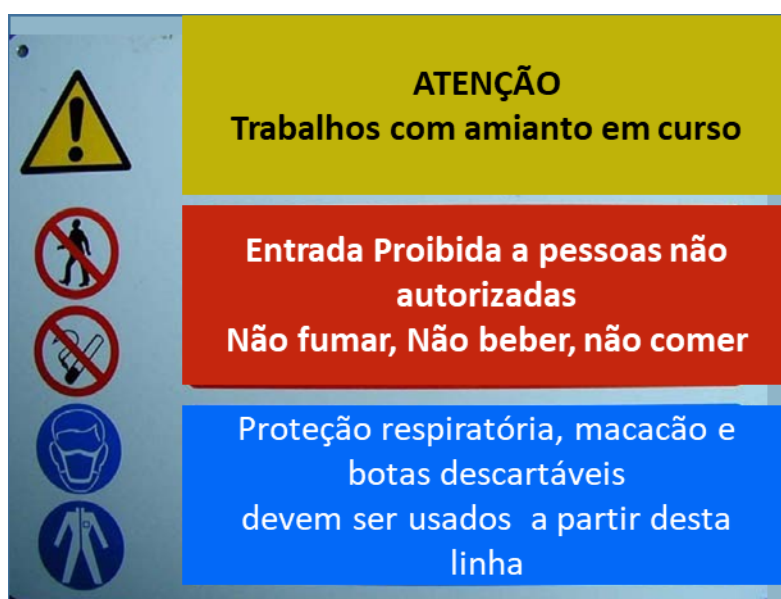 ATENÇÃO
Trabalhos com amianto em curso
Entrada Proibida a pessoas não
autorizadas
Não fumar, Não beber, não comer
Proteção respiratória, macacão e
botas descartáveis
devem ser usados  a partir desta
linha